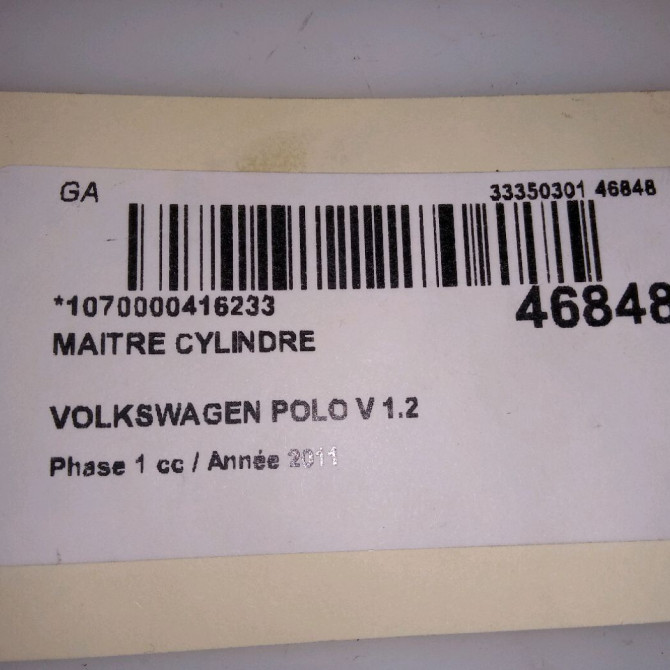 GA 33350301 46848
*1070000416233 46848
MAITRE CYLINDRE
VOLKSWAGEN POLO V 1.2
Phase 1 cc / Année 2011